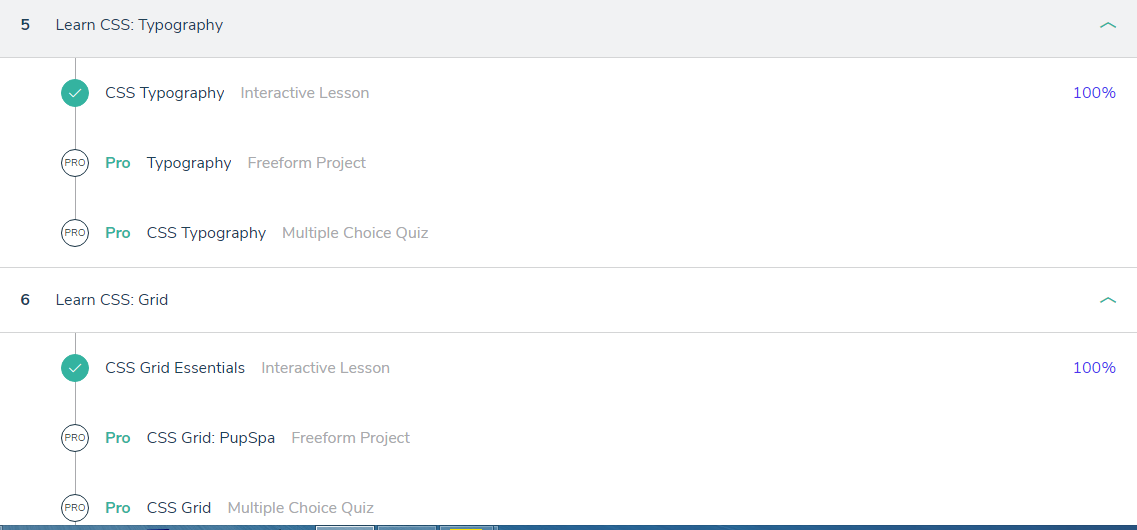 5 Learn CSS: Typography
CSS Typography Interactive Lesson 100%
PRO Pro Typography Freeform Project
PRO Pro CSS Typography Multiple Choice Quiz
6 Learn CSS: Grid
CSS Grid Essentials Interactive Lesson 100%
PRO Pro CSS Grid: PupSpa Freeform Project
PRO Pro CSS Grid Multiple Choice Quiz